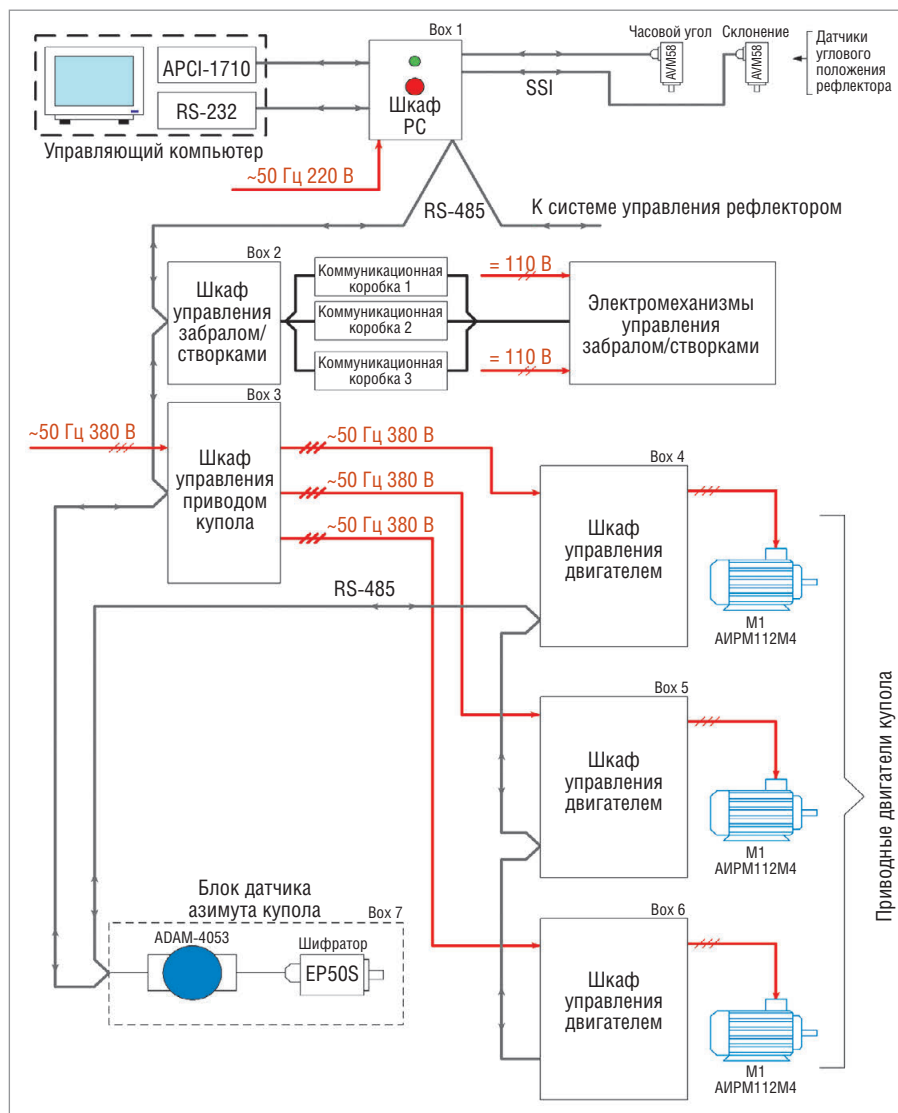 Box 1
Часовой угол
Склонение
AVM58
AVM58
Датчики
углового
положения
рефлектора
APCI-1710
RS-232
Управляющий компьютер
Шкаф
PC
SSI
~50 Гц 220 В
RS-485
К системе управления рефлектором
Box 2
Шкаф
управления
забралом/
створками
Коммуникационная
коробка 1
Коммуникационная
коробка 2
Коммуникационная
коробка 3
= 110 В
= 110 В
Электромеханизмы
управления
забралом/створками
Box 3
~50 Гц 380 В
Шкаф
управления
приводом
купола
~50 Гц 380 В
~50 Гц 380 В
~50 Гц 380 В
Box 4
Шкаф
управления
двигателем
М1
АИРМ112М4
RS-485
Box 5
Шкаф
управления
двигателем
М1
АИРМ112М4
Приводные двигатели купола
Блок датчика
азимута купола
Box 7
ADAM-4053
Шифратор
EP50S
Box 6
Шкаф
управления
двигателем
М1
АИРМ112М4